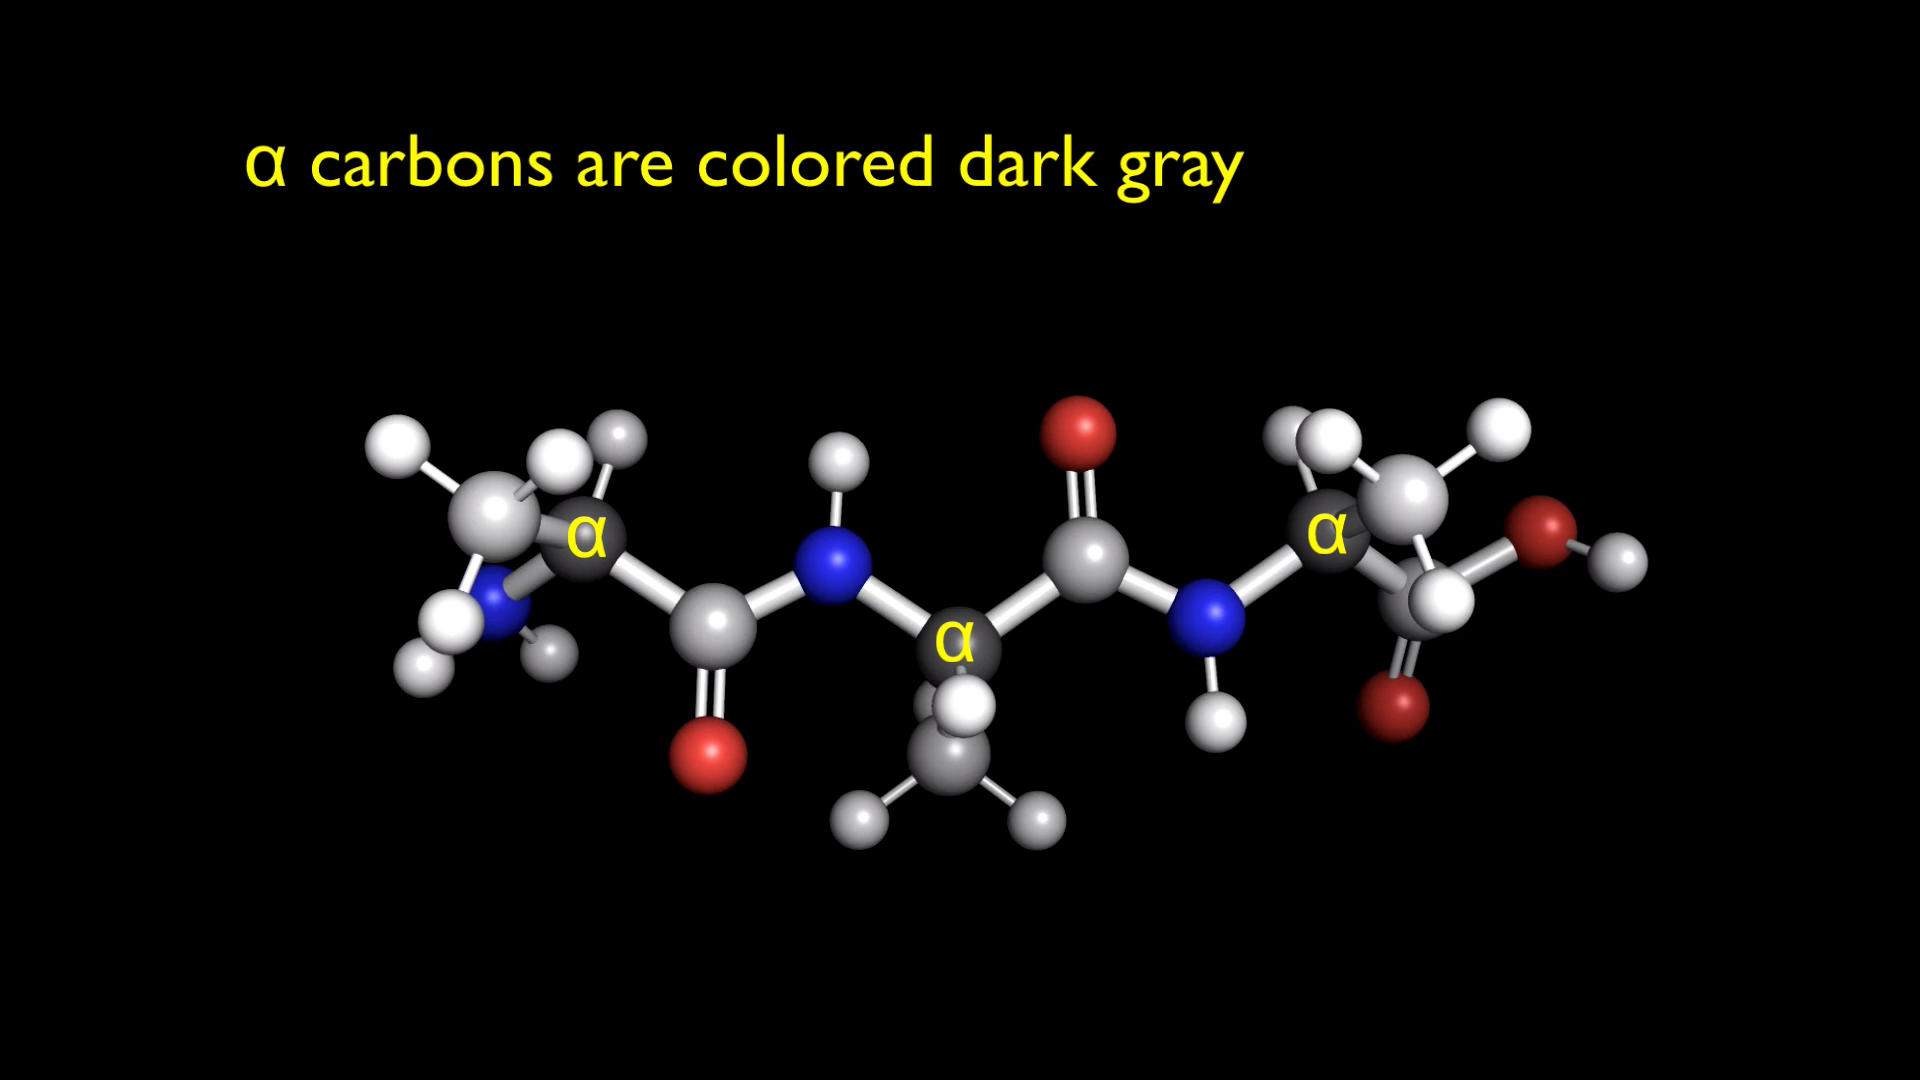 α carbons are colored dark gray
α
α
α